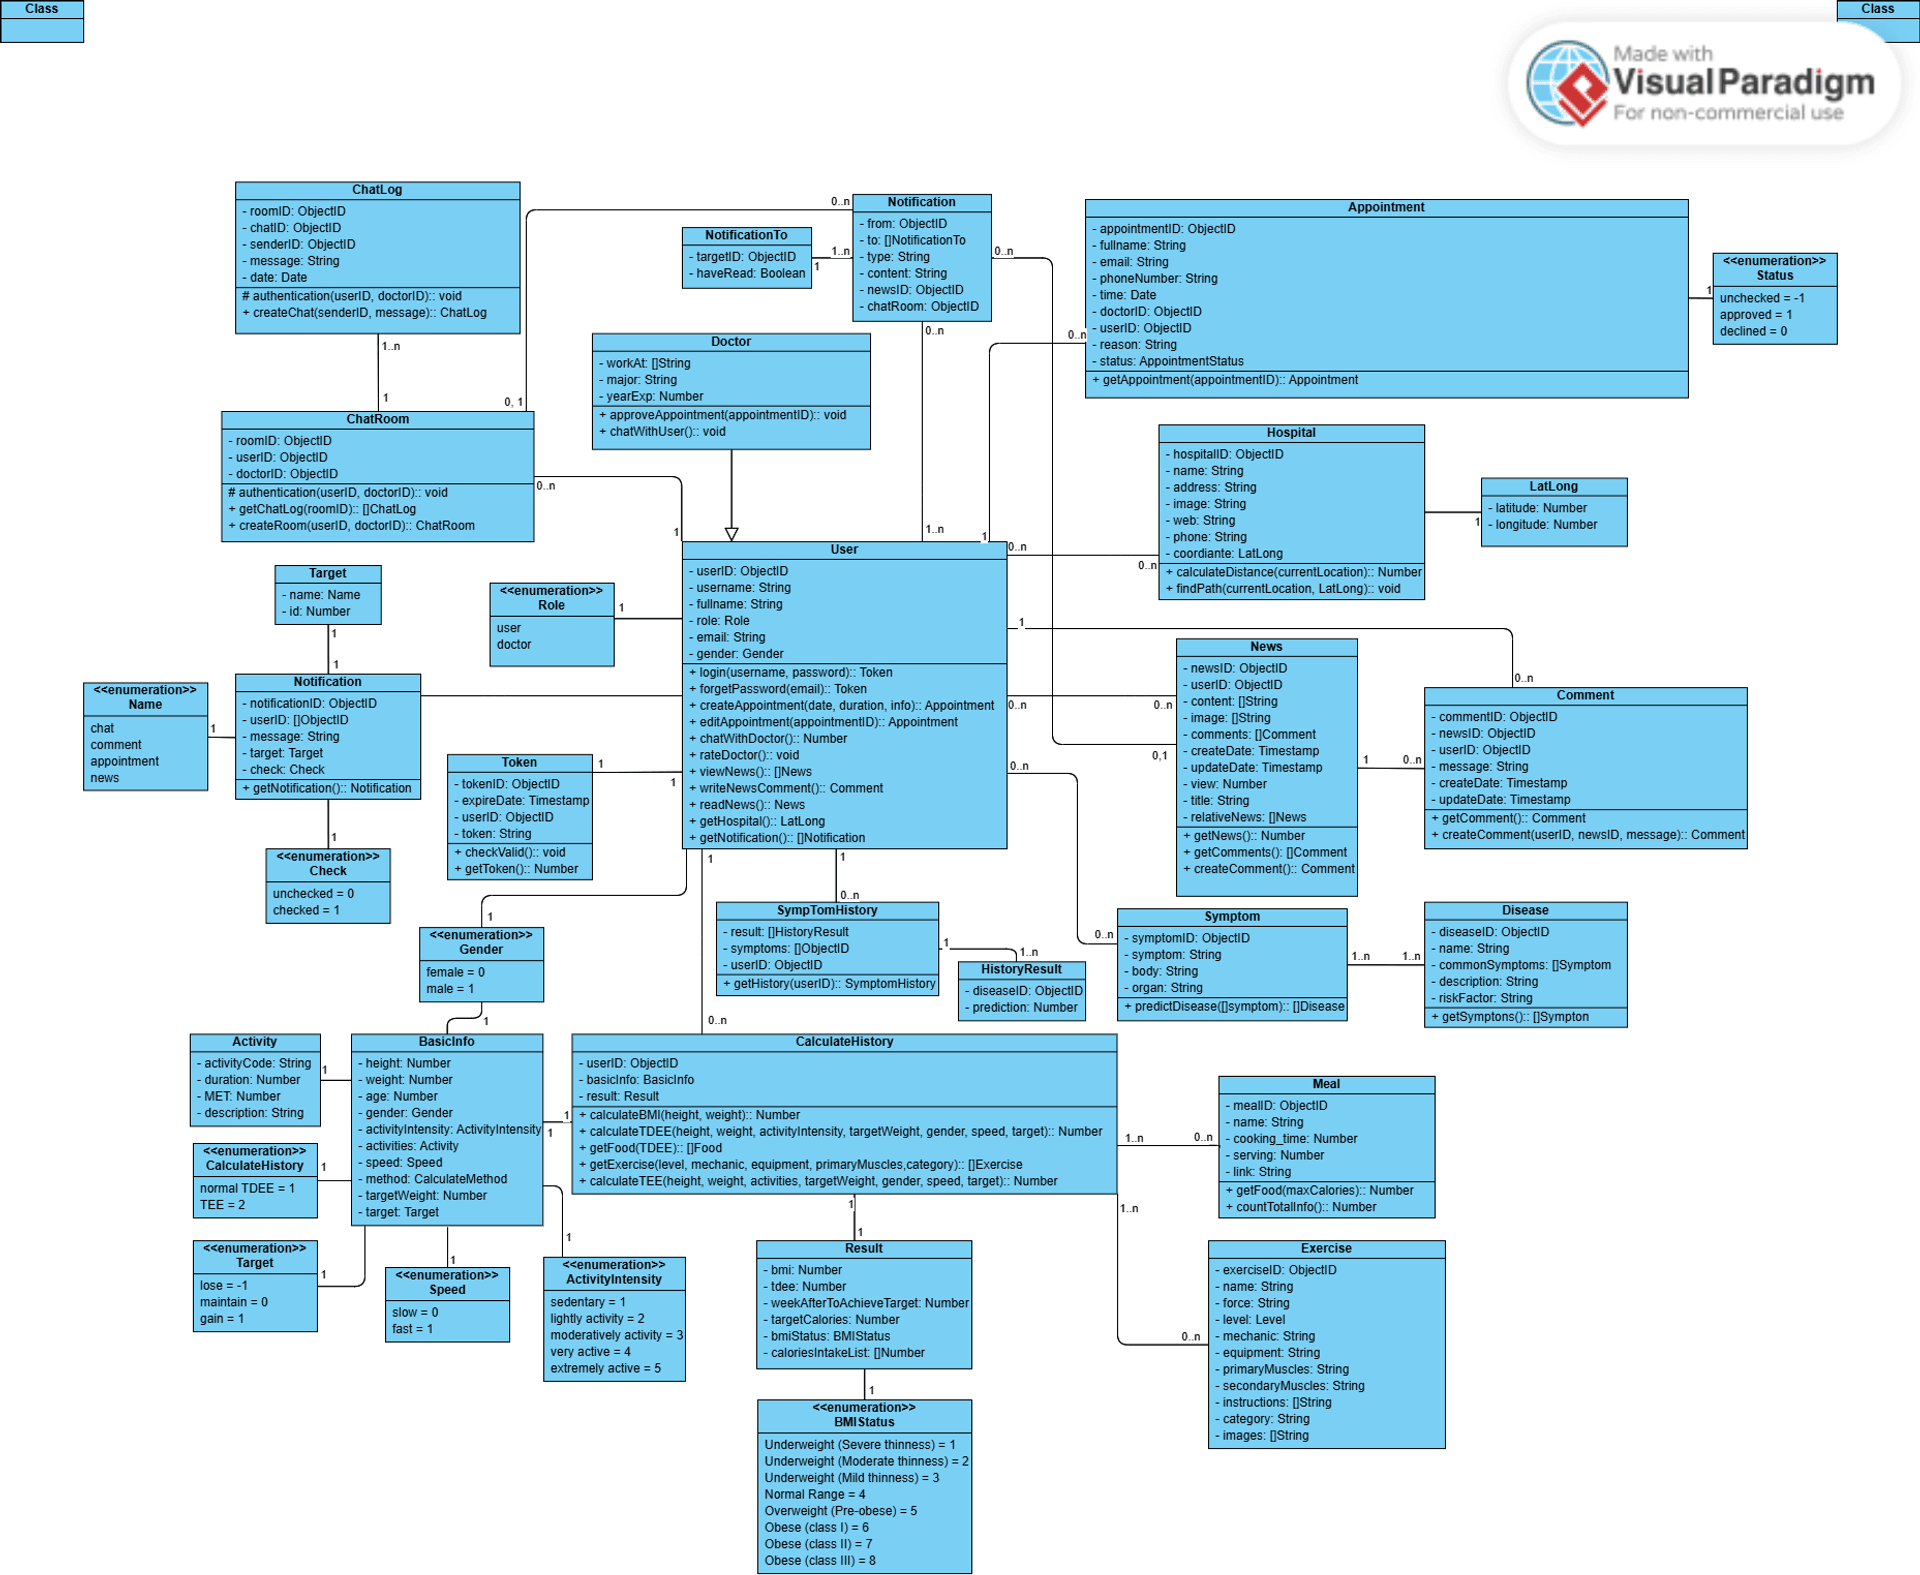 Class
Class
Made with
Visual Paradigm
For non-commercial use
ChatLog
- roomID: ObjectID
- chatID: ObjectID
- senderID: ObjectID
- message: String
- date: Date
# authentication(userID, doctorID):: void
+ createChat(senderID, message):: ChatLog
1..n
1
0..n
0, 1
NotificationTo
- targetID: ObjectID
- haveRead: Boolean
1..n
1
Notification
- from: ObjectID
- to: []NotificationTo
- type: String
- content: String
- newsID: ObjectID
- chatRoom: ObjectID
0..n
0..n
1..n
Appointment
- appointmentID: ObjectID
- fullname: String
- email: String
- phoneNumber: String
- time: Date
- doctorID: ObjectID
- userID: ObjectID
- reason: String
- status: AppointmentStatus
+ getAppointment(appointmentID):: Appointment
0..n
1
1
<<enumeration>>
Status
unchecked = -1
approved = 1
declined = 0
Doctor
- workAt: []String
- major: String
- yearExp: Number
+ approveAppointment(appointmentID):: void
+ chatWithUser():: void
ChatRoom
- roomID: ObjectID
- userID: ObjectID
- doctorID: ObjectID
# authentication(userID, doctorID):: void
+ getChatLog(roomID):: []ChatLog
+ createRoom(userID, doctorID):: ChatRoom
0..n
1
Hospital
- hospitalID: ObjectID
- name: String
- address: String
- image: String
- web: String
- phone: String
- coordiante: LatLong
+ calculateDistance(currentLocation):: Number
+ findPath(currentLocation, LatLong):: void
0..n
0..n
1
LatLong
- latitude: Number
- longitude: Number
Target
- name: Name
- id: Number
1
1
<<enumeration>>
Role
user
doctor
1
User
- userID: ObjectID
- username: String
- fullname: String
- role: Role
- email: String
- gender: Gender
+ login(username, password):: Token
+ forgetPassword(email):: Token
+ createAppointment(date, duration, info):: Appointment
+ editAppointment(appointmentID):: Appointment
+ chatWithDoctor():: Number
+ rateDoctor():: void
+ viewNews():: []News
+ writeNewsComment():: Comment
+ readNews():: News
+ getHospital():: LatLong
+ getNotification():: []Notification
1
0..n
0..n
0..n
0,1
0..n
News
- newsID: ObjectID
- userID: ObjectID
- content: []String
- image: []String
- comments: []Comment
- createDate: Timestamp
- updateDate: Timestamp
- view: Number
- title: String
- relativeNews: []News
+ getNews():: Number
+ getComments(): []Comment
+ createComment():: Comment
1
0..n
Comment
- commentID: ObjectID
- newsID: ObjectID
- userID: ObjectID
- message: String
- createDate: Timestamp
- updateDate: Timestamp
+ getComment():: Comment
+ createComment(userID, newsID, message):: Comment
<<enumeration>>
Name
chat
comment
appointment
news
1
Notification
- notificationID: ObjectID
- userID: []ObjectID
- message: String
- target: Target
- check: Check
+ getNotification():: Notification
1
<<enumeration>>
Check
unchecked = 0
checked = 1
Token
- tokenID: ObjectID
- expireDate: Timestamp
- userID: ObjectID
- token: String
+ checkValid():: void
+ getToken():: Number
1
1
1
<<enumeration>>
Gender
female = 0
male = 1
1
1
0..n
1
0..n
SympTomHistory
- result: []HistoryResult
- symptoms: []ObjectID
- userID: ObjectID
+ getHistory(userID):: SymptomHistory
1
1..n
HistoryResult
- diseaseID: ObjectID
- prediction: Number
0..n
Symptom
- symptomID: ObjectID
- symptom: String
- body: String
- organ: String
+ predictDisease([]symptom):: []Disease
1..n
1..n
Disease
- diseaseID: ObjectID
- name: String
- commonSymptoms: []Symptom
- description: String
- riskFactor: String
+ getSymptons():: []Sympton
Activity
- activityCode: String
- duration: Number
- MET: Number
- description: String
1
<<enumeration>>
CalculateHistory
normal TDEE = 1
TEE = 2
1
<<enumeration>>
Target
lose = -1
maintain = 0
gain = 1
1
BasicInfo
- height: Number
- weight: Number
- age: Number
- gender: Gender
- activityIntensity: ActivityIntensity
- activities: Activity
- speed: Speed
- method: CalculateMethod
- targetWeight: Number
- target: Target
1
1
1
<<enumeration>>
Speed
slow = 0
fast = 1
1
<<enumeration>>
ActivityIntensity
sedentary = 1
lightly activity = 2
moderatively activity = 3
very active = 4
extremely active = 5
CalculateHistory
- userID: ObjectID
- basicInfo: BasicInfo
- result: Result
+ calculateBMI(height, weight):: Number
+ calculateTDEE(height, weight, activityIntensity, targetWeight, gender, speed, target):: Number
+ getFood(TDEE):: []Food
+ getExercise(level, mechanic, equipment, primaryMuscles,category):: []Exercise
+ calculateTEE(height, weight, activities, targetWeight, gender, speed, target):: Number
1..n
0..n
1..n
0..n
1
1
Meal
- mealID: ObjectID
- name: String
- cooking_time: Number
- serving: Number
- link: String
+ getFood(maxCalories):: Number
+ countTotalInfo():: Number
Result
- bmi: Number
- tdee: Number
- weekAfterToAchieveTarget: Number
- targetCalories: Number
- bmiStatus: BMIStatus
- caloriesIntakeList: []Number
1
<<enumeration>>
BMIStatus
Underweight (Severe thinness) = 1
Underweight (Moderate thinness) = 2
Underweight (Mild thinness) = 3
Normal Range = 4
Overweight (Pre-obese) = 5
Obese (class I) = 6
Obese (class II) = 7
Obese (class III) = 8
Exercise
- exerciseID: ObjectID
- name: String
- force: String
- level: Level
- mechanic: String
- equipment: String
- primaryMuscles: String
- secondaryMuscles: String
- instructions: []String
- category: String
- images: []String